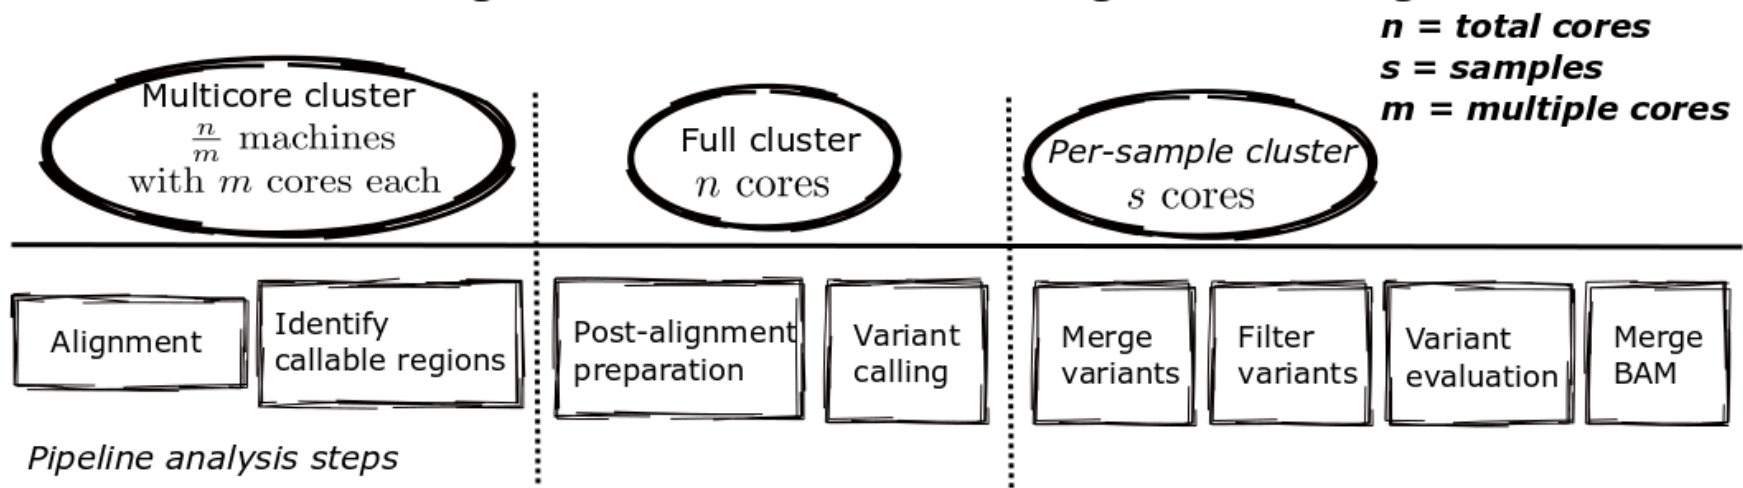 n = total cores
s = samples
m = multiple cores
Multicore cluster
n/m machines
with m cores each
Full cluster
n cores
Per-sample cluster
s cores
Alignment
Identify
callable regions
Post-alignment
preparation
Variant
calling
Merge
variants
Filter
variants
Variant
evaluation
Merge
BAM
Pipeline analysis steps